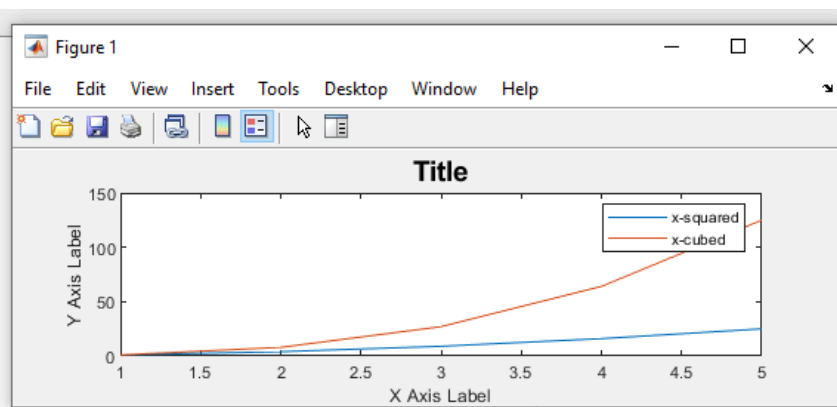 Figure 1
File Edit View Insert Tools Desktop Window Help
Title
150
100
50
0
Y Axis Label
x-squared
x-cubed
1 1.5 2 2.5 3 3.5 4 4.5 5
X Axis Label